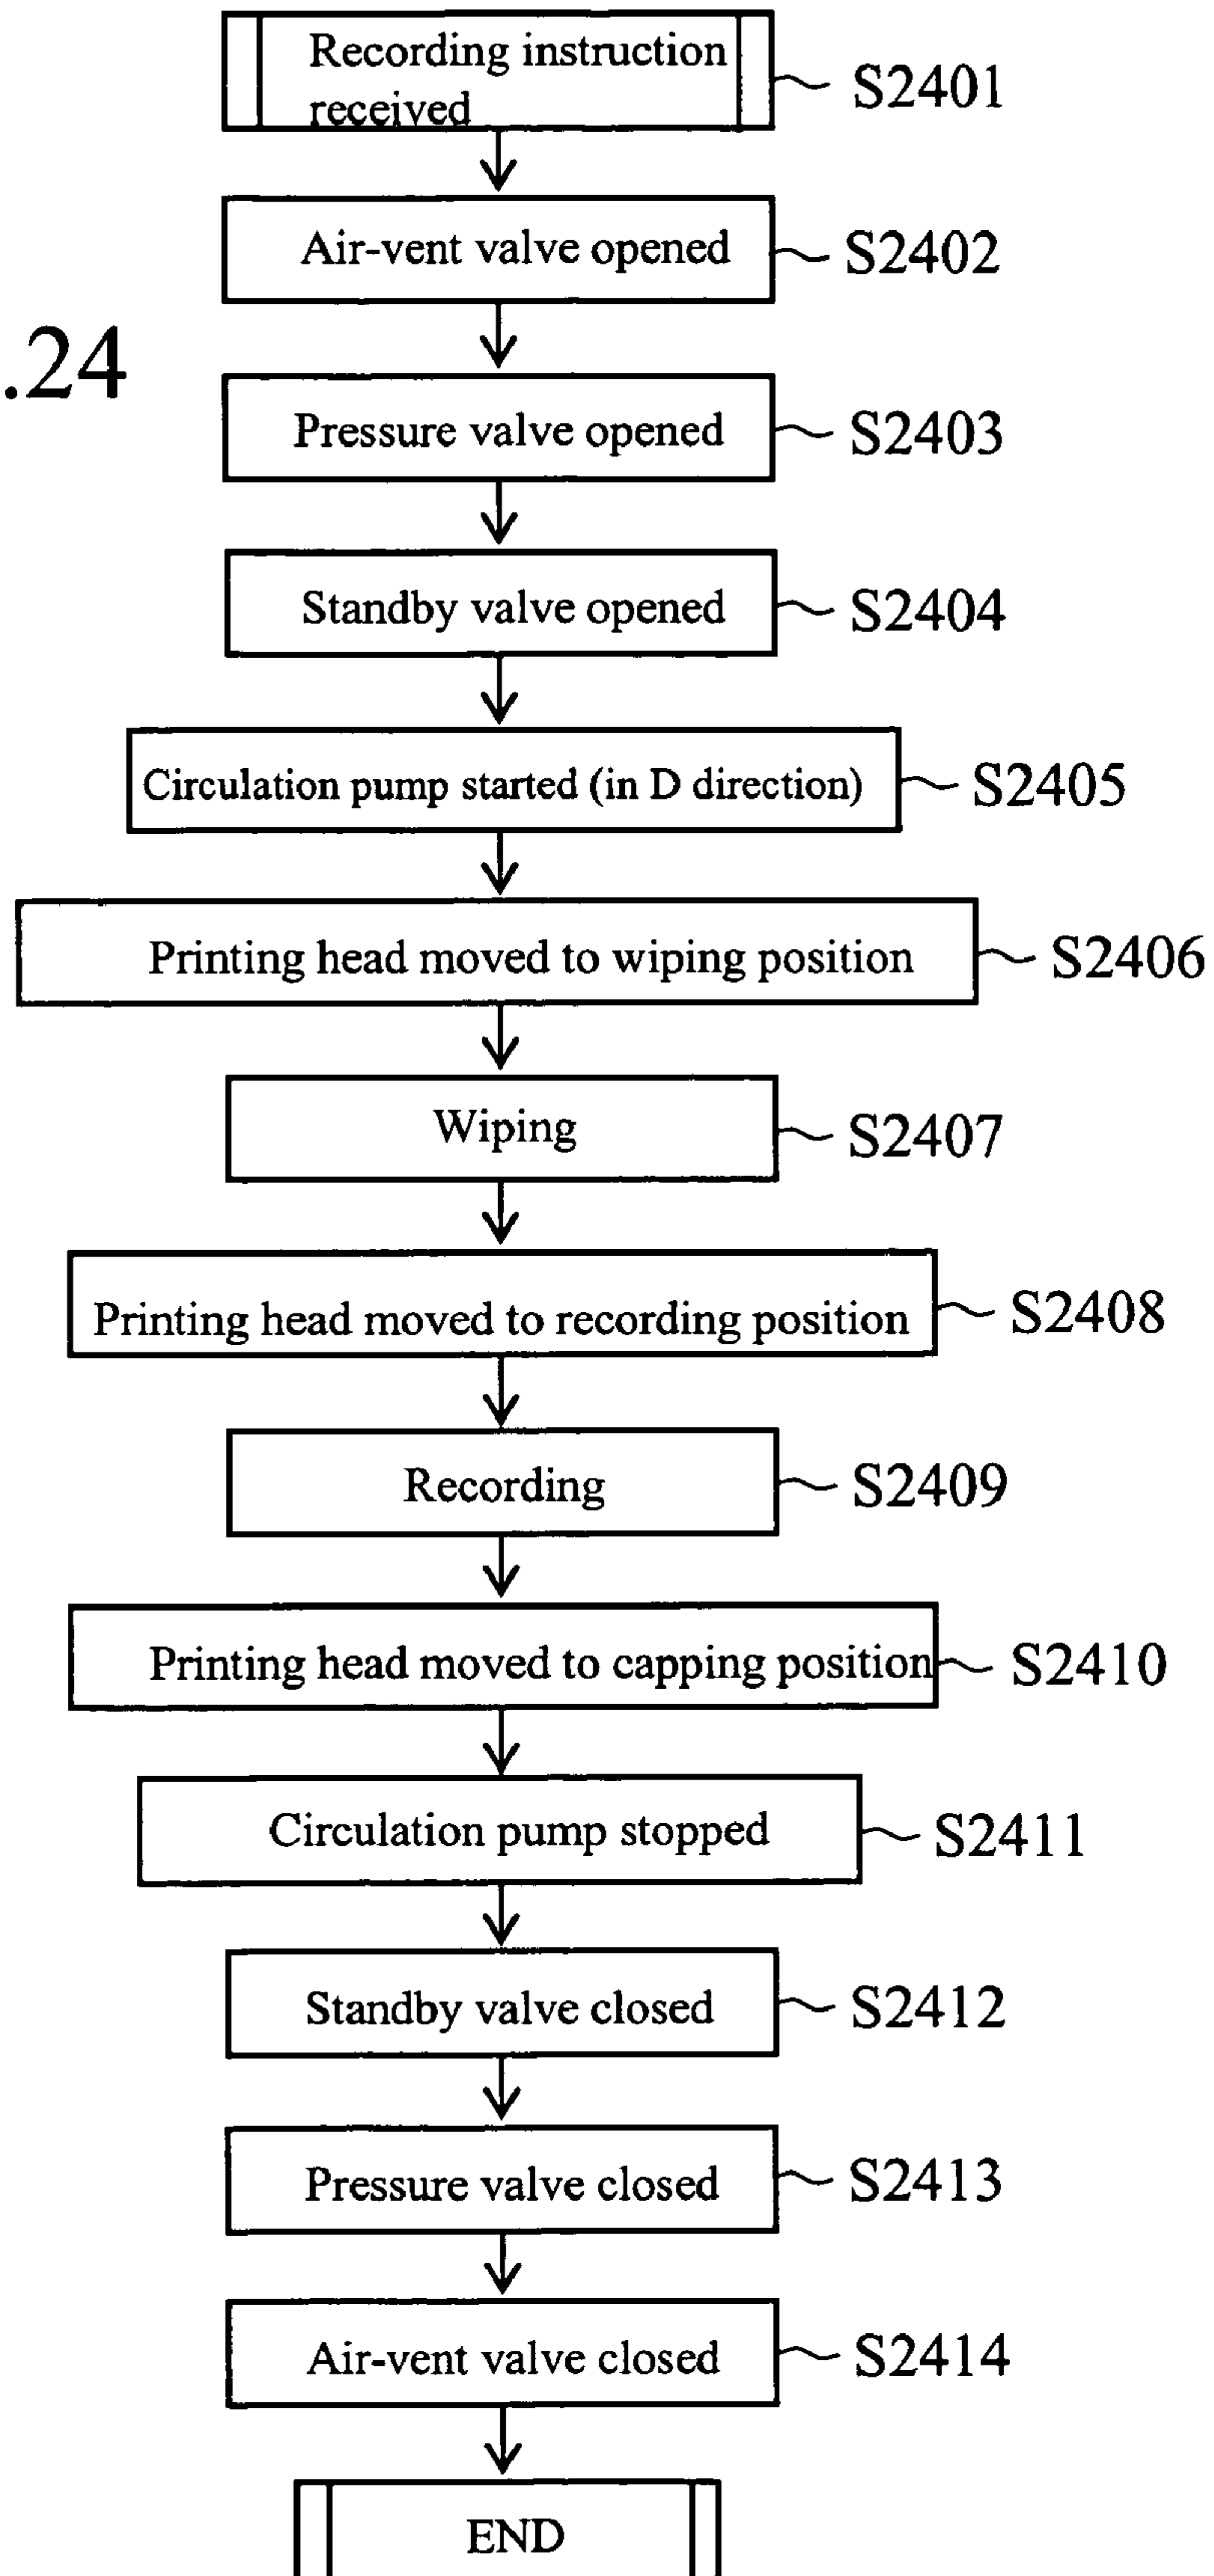 Recording instruction
received
S2401
Air-vent valve opened
S2402
.24
Pressure valve opened
S2403
Standby valve opened
S2404
Circulation pump started (in D direction)
S2405
Printing head moved to wiping position
S2406
Wiping
S2407
Printing head moved to recording position
S2408
Recording
S2409
Printing head moved to capping position
S2410
Circulation pump stopped
S2411
Standby valve closed
S2412
Pressure valve closed
S2413
Air-vent valve closed
S2414
END